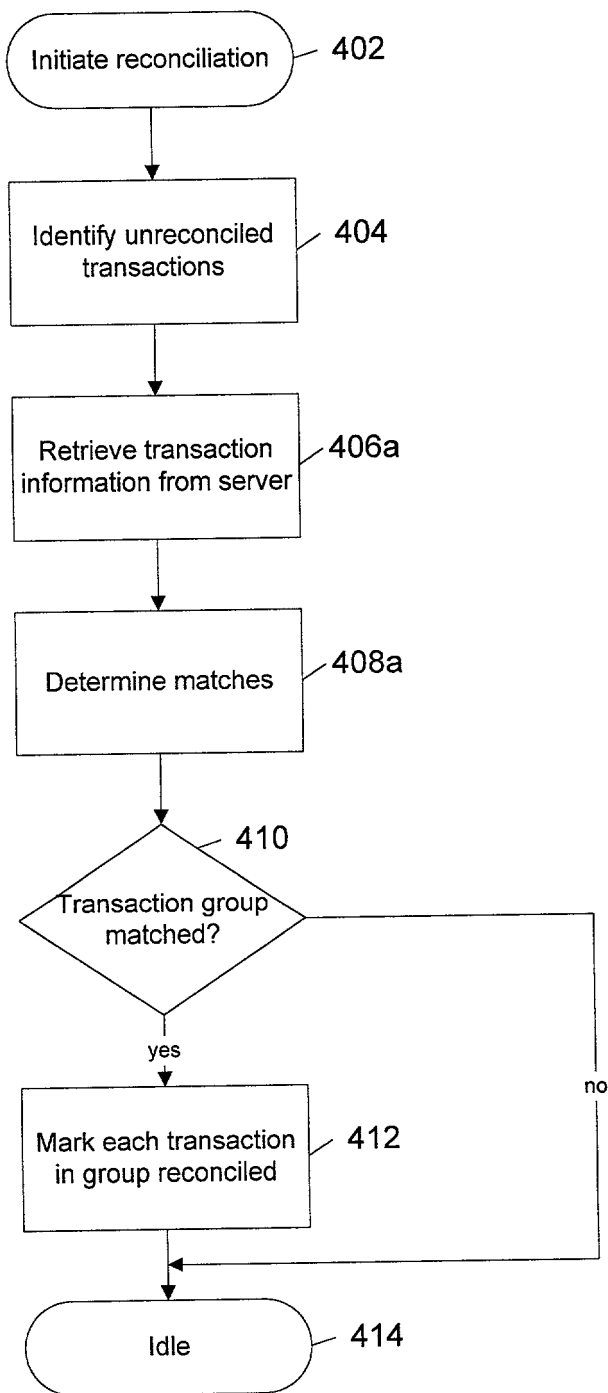 Initiate reconciliation
402
Identify unreconciled
transactions
404
Retrieve transaction
information from server
406a
Determine matches
408a
410
Transaction group
matched?
yes
no
Mark each transaction
in group reconciled
412
Idle
414